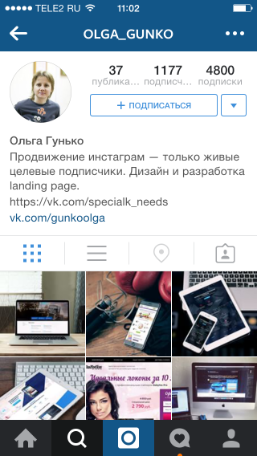 TELE2 RU 11:02
OLGA_GUNKO
37 1177 4800
публика... подписч... подписки
+ ПОДПИСАТЬСЯ
Ольга Гунько
Продвижение инстаграм — только живые
целевые подписчики. Дизайн и разработка
landing page.
https://vk.com/specialk_needs
vk.com/gunkoolga
Идеальные локоны за 10
2 790